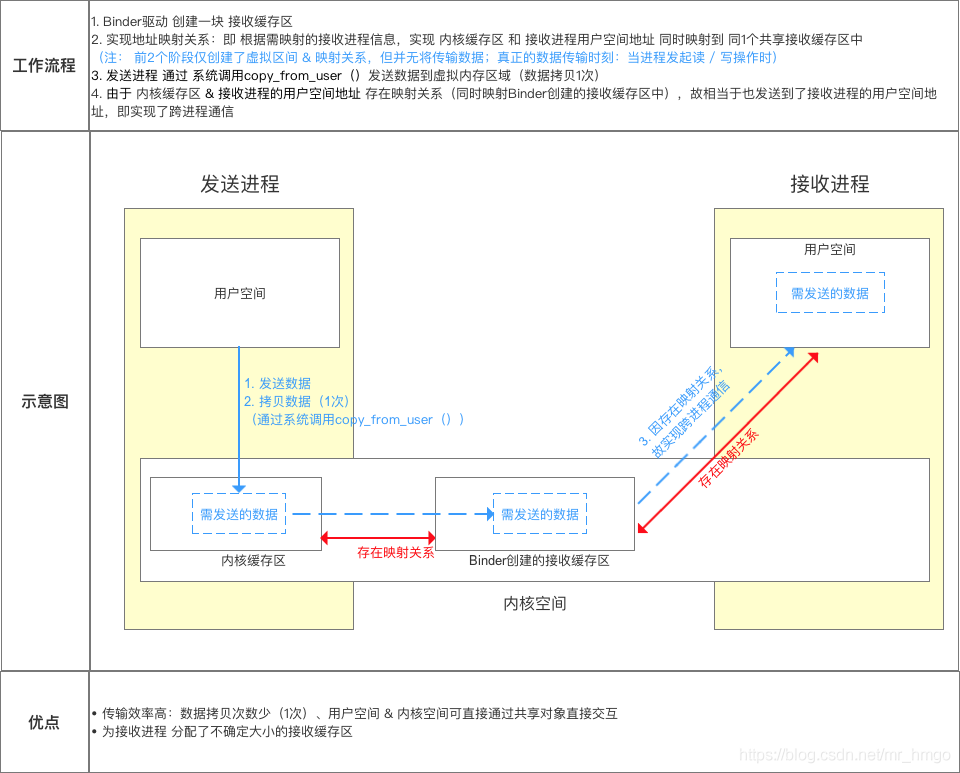 工作流程
1. Binder驱动 创建一块 接收缓存区
2. 实现地址映射关系：即 根据需映射的接收进程信息，实现 内核缓存区 和 接收进程用户空间地址 同时映射到 同1个共享接收缓存区中
（注： 前2个阶段仅创建了虚拟区间 & 映射关系，但并无将传输数据；真正的数据传输时刻：当进程发起读 / 写操作时）
3. 发送进程 通过 系统调用copy_from_user（）发送数据到虚拟内存区域（数据拷贝1次）
4. 由于 内核缓存区 & 接收进程的用户空间地址 存在映射关系（同时映射Binder创建的接收缓存区中），故相当于也发送到了接收进程的用户空间地
址，即实现了跨进程通信
示意图
发送进程
接收进程
用户空间
用户空间
需发送的数据
1. 发送数据
2. 拷贝数据（1次）
（通过系统调用copy_from_user（））
3. 因存在映射关系，
故实现跨进程通信
存在映射关系
需发送的数据
需发送的数据
存在映射关系
内核缓存区
Binder创建的接收缓存区
内核空间
优点
• 传输效率高：数据拷贝次数少（1次）、用户空间 & 内核空间可直接通过共享对象直接交互
• 为接收进程 分配了不确定大小的接收缓存区
https://blog.csdn.net/mr_hmgo